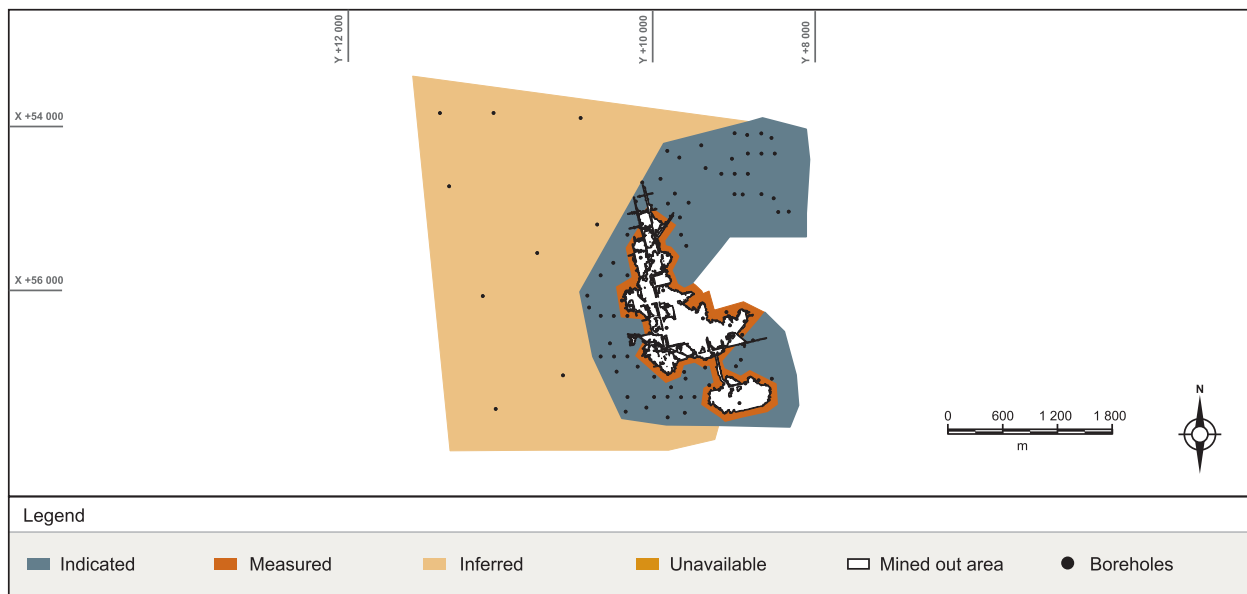 Y +12 000
Y +10 000
Y +8 000
X +54 000
X +56 000
0 600 1 200 1 800
m
N
Legend
Indicated Measured Inferred Unavailable Mined out area Boreholes